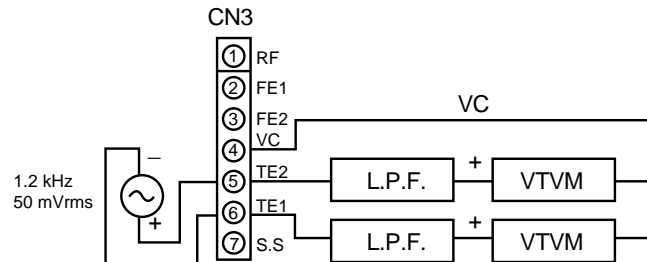 CN3
1 RF
2 FE1
3 FE2
4 VC
5 TE2
6 TE1
7 S.S
VC
1.2 kHz
50 mVrms
–
+
L.P.F.
+
VTVM
L.P.F.
+
VTVM